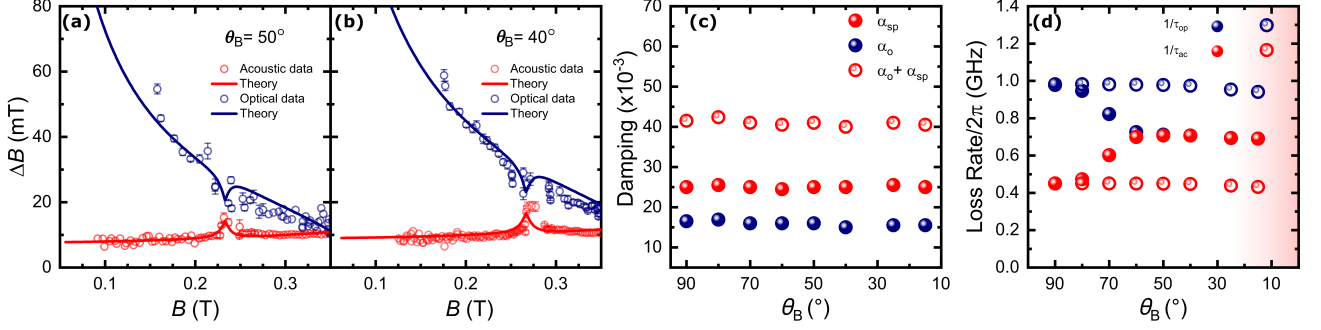 (a)
θB= 50°
Acoustic data
Theory
Optical data
Theory
ΔB (mT)
80
60
40
20
0
0.1
0.2
0.3
B (T)
(b)
θB= 40°
Acoustic data
Theory
Optical data
Theory
0.1
0.2
0.3
B (T)
(c)
αsp
αo
αo+ αsp
Damping (x10-3)
70
50
30
10
90
70
50
30
10
θB (°)
(d)
1/τop
1/τac
Loss Rate/2π (GHz)
1.4
1.2
1.0
0.8
0.6
0.4
0.2
0.0
90
70
50
30
10
θB (°)